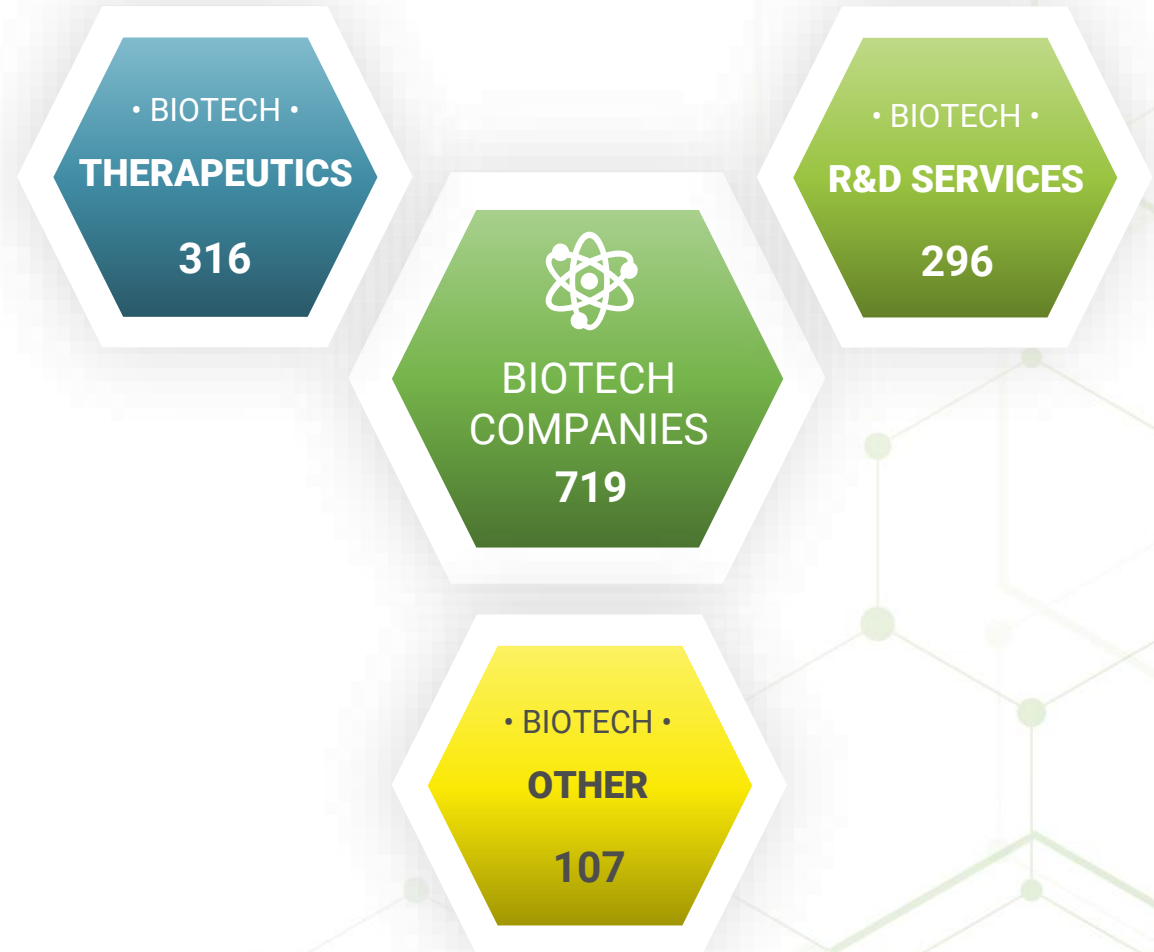 • BIOTECH •
THERAPEUTICS
316
• BIOTECH •
R&D SERVICES
296
BIOTECH
COMPANIES
719
• BIOTECH •
OTHER
107